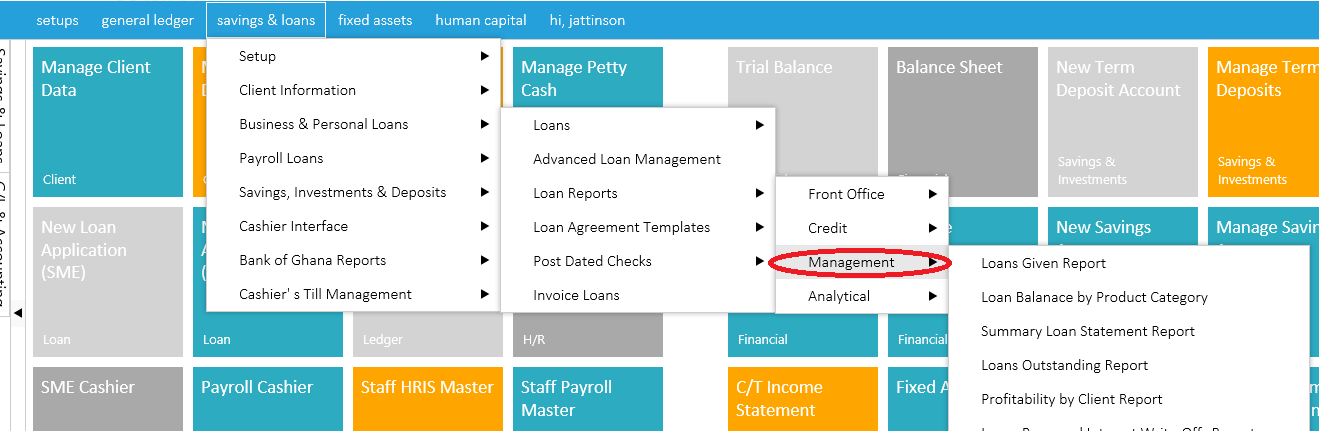 setups general ledger savings & loans fixed assets human capital hi, jattinson
Setup
Client Information
Business & Personal Loans
Payroll Loans
Savings, Investments & Deposits
Cashier Interface
Bank of Ghana Reports
Cashier' s Till Management
Loans
Advanced Loan Management
Loan Reports
Loan Agreement Templates
Post Dated Checks
Invoice Loans
Front Office
Credit
Management
Analytical
Loans Given Report
Loan Balanace by Product Category
Summary Loan Statement Report
Loans Outstanding Report
Profitability by Client Report
Savings & Loans
G/L & Accounting
Manage Client
Data
Client
Manage Petty
Cash
Trial Balance
Balance Sheet
New Term
Deposit Account
Savings &
Investments
Manage Term
Deposits
Savings &
Investments
New Loan
Application
(SME)
Loan
Loan
Ledger
H/R
Financial
Financial
New Savings
Manage Savin
SME Cashier
Payroll Cashier
Staff HRIS Master
Staff Payroll
Master
C/T Income
Statement
Fixed A